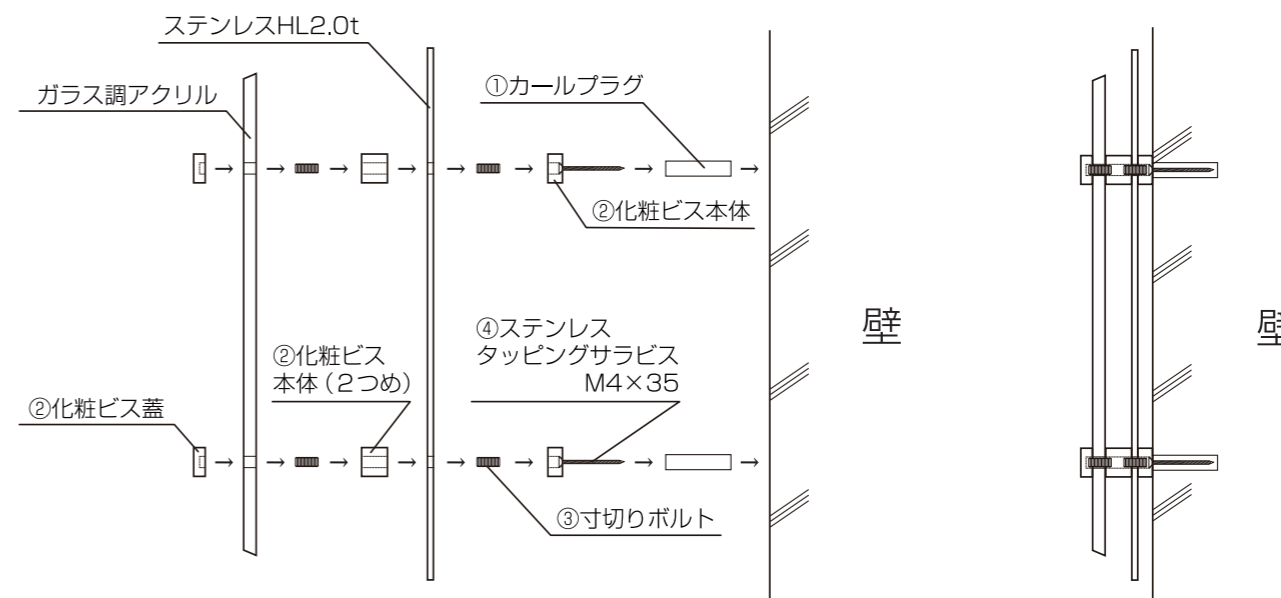 ステンレスHL2.0t
ガラス調アクリル
①カールプラグ
②化粧ビス本体
壁
壁
④ステンレス
タッピングサラビス
M4×35
②化粧ビス
本体（２つめ）
②化粧ビス蓋
③寸切りボルト